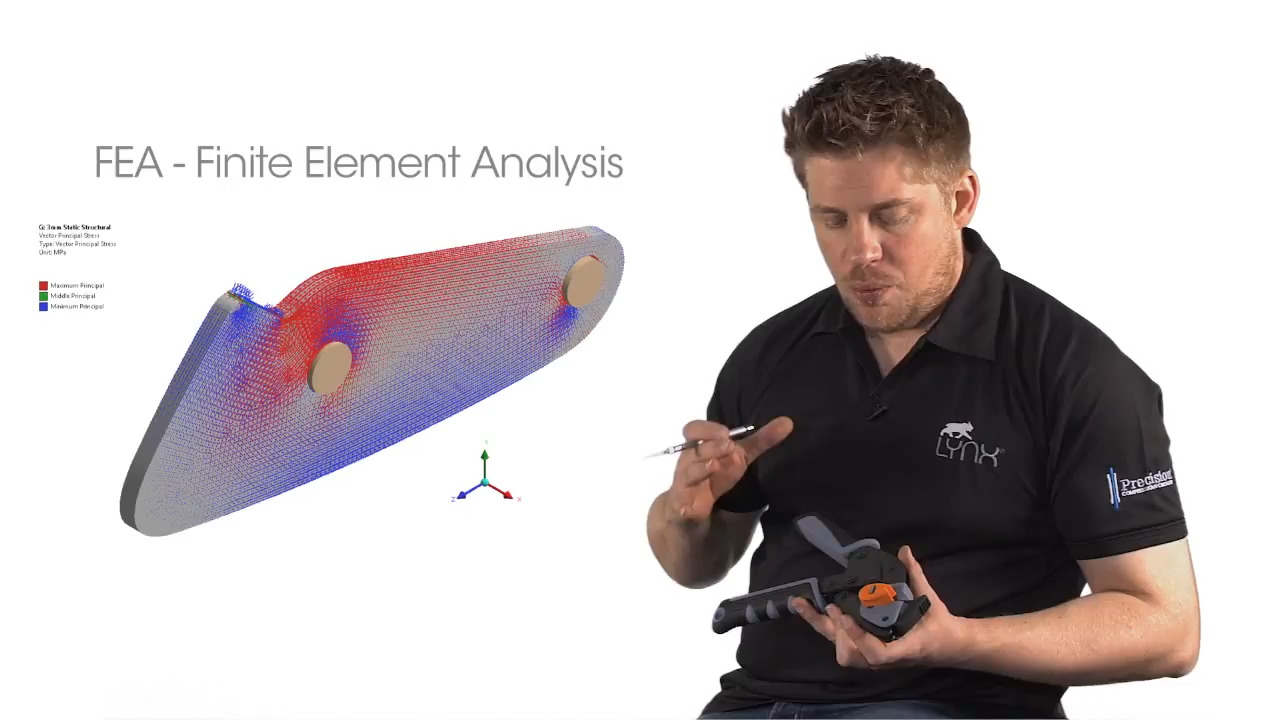 FEA - Finite Element Analysis
G: 3mm Static Structural
Vector Principal Stress
Type: Vector Principal Stress
Unit: MPa
Maximum Principal
Middle Principal
Minimum Principal
Y
Z
X
LYNX
Precision